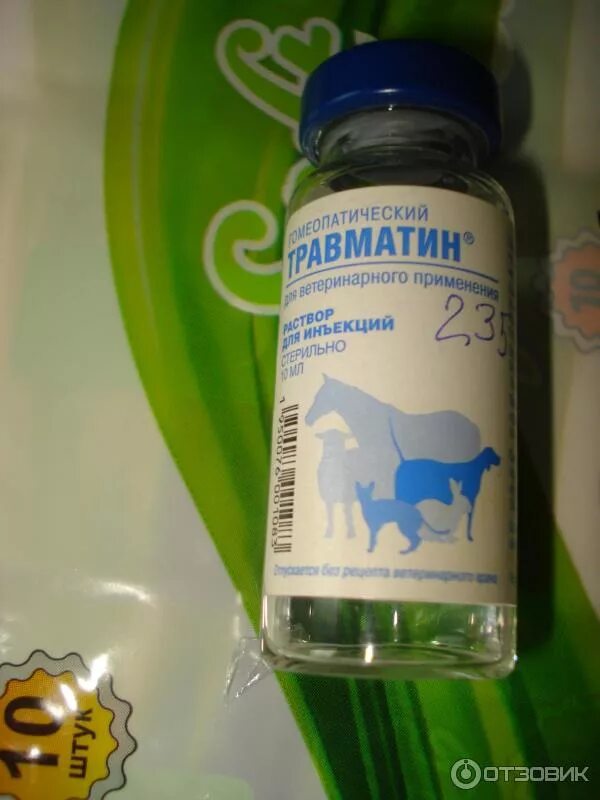 ГОМЕОПАТИЧЕСКИЙ
ТРАВМАТИН®
для ветеринарного применения
РАСТВОР
ДЛЯ ИНЪЕКЦИЙ
СТЕРИЛЬНО
10 МЛ
235
Отпускается без рецепта ветеринарного врача
10
штук
10
ОТЗОВИК